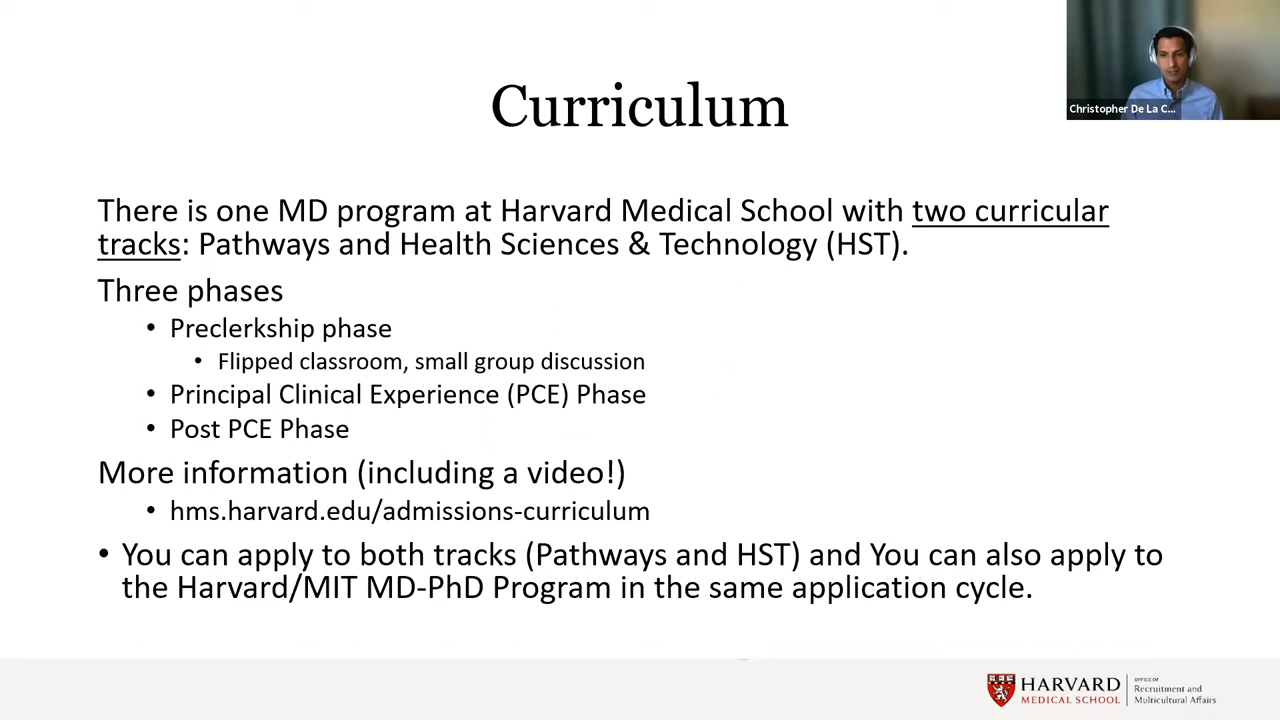 Curriculum
Christopher De La C...
There is one MD program at Harvard Medical School with two curricular
tracks: Pathways and Health Sciences & Technology (HST).
Three phases
• Preclerkship phase
• Flipped classroom, small group discussion
• Principal Clinical Experience (PCE) Phase
• Post PCE Phase
More information (including a video!)
• hms.harvard.edu/admissions-curriculum
• You can apply to both tracks (Pathways and HST) and You can also apply to
the Harvard/MIT MD-PhD Program in the same application cycle.
HARVARD
MEDICAL SCHOOL
OFFICE OF
Recruitment and
Multicultural Affairs